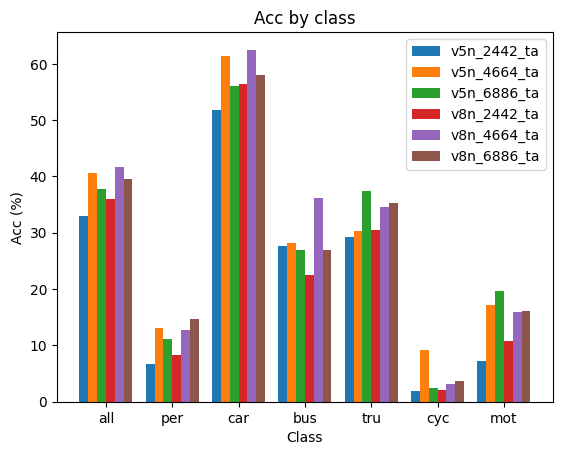 Acc by class
v5n_2442_ta
v5n_4664_ta
v5n_6886_ta
v8n_2442_ta
v8n_4664_ta
v8n_6886_ta
Acc (%)
60
50
40
30
20
10
0
all per car bus tru cyc mot
Class